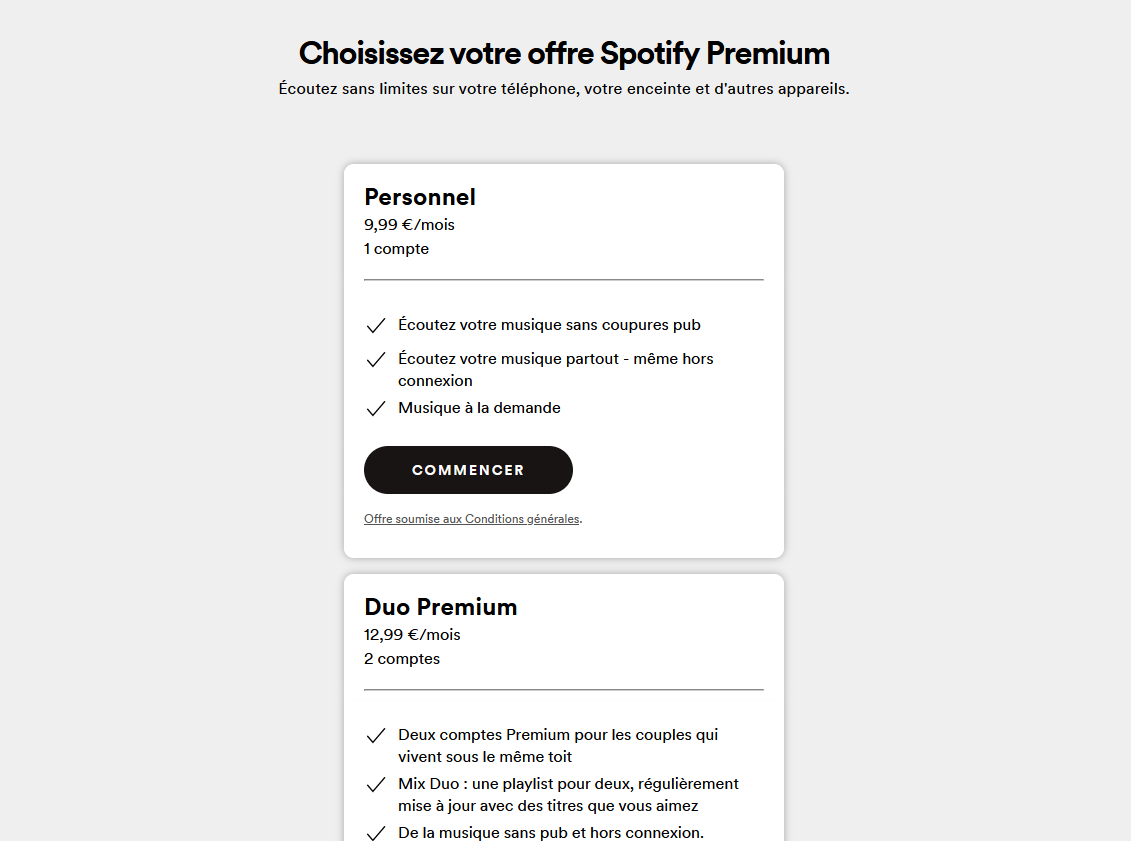 Choisissez votre offre Spotify Premium
Écoutez sans limites sur votre téléphone, votre enceinte et d'autres appareils.
Personnel
9,99 €/mois
1 compte
Écoutez votre musique sans coupures pub
Écoutez votre musique partout - même hors
connexion
Musique à la demande
COMMENCER
Offre soumise aux Conditions générales.
Duo Premium
12,99 €/mois
2 comptes
Deux comptes Premium pour les couples qui
vivent sous le même toit
Mix Duo : une playlist pour deux, régulièrement
mise à jour avec des titres que vous aimez
De la musique sans pub et hors connexion.